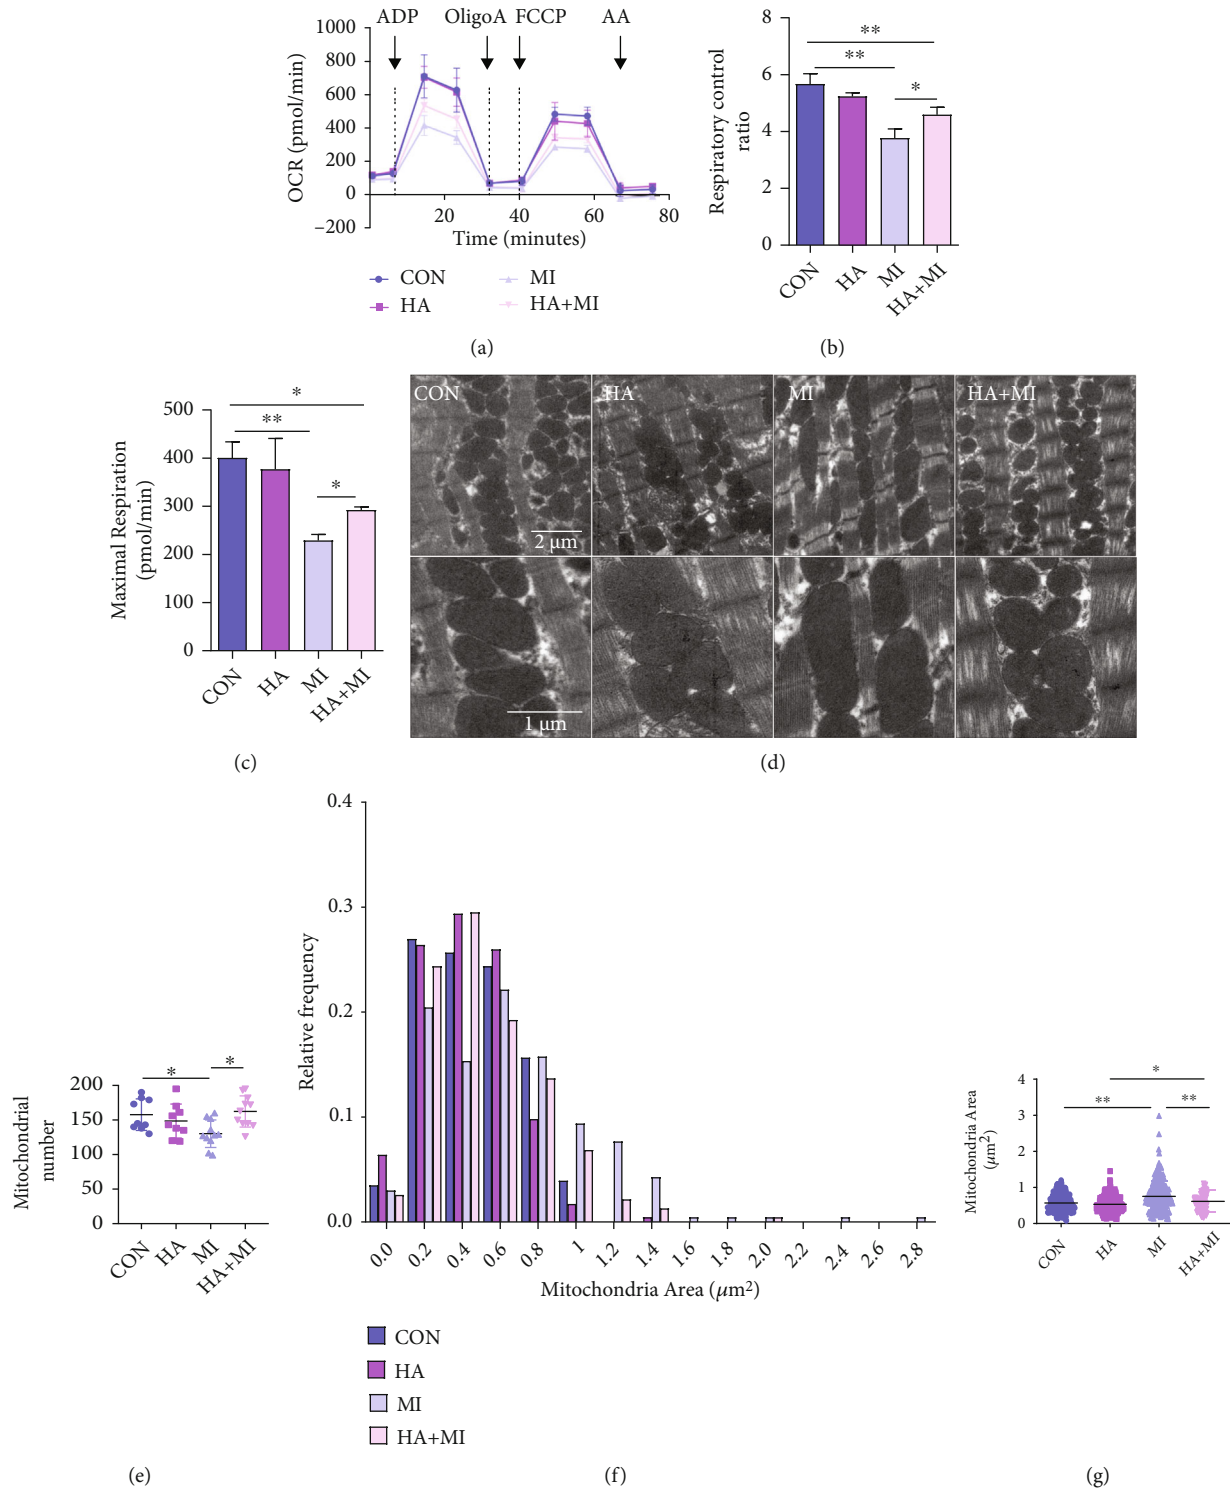 ADP OligoA FCCP AA
1000
800
600
400
200
0
−200
20 40 60 80
OCR (pmol/min)
Time (minutes)
CON MI
HA HA+MI
(a)
** 
**
*
8
6
4
2
0
Respiratory control
ratio
CON HA MI HA+MI
(b)
*
**
*
500
400
300
200
100
0
Maximal Respiration
(pmol/min)
CON HA MI HA+MI
(c)
CON HA MI HA+MI
2 μm
1 μm
(d)
* *
200
150
100
50
0
Mitochondrial
number
CON HA MI HA+MI
(e)
0.4
0.3
0.2
0.1
0.0
Relative frequency
0.0 0.2 0.4 0.6 0.8 1 1.2 1.4 1.6 1.8 2.0 2.2 2.4 2.6 2.8
Mitochondria Area (μm²)
CON
HA
MI
HA+MI
(f)
*
** **
4
3
2
1
0
Mitochondria Area
(μm²)
CON HA MI HA+MI
(g)